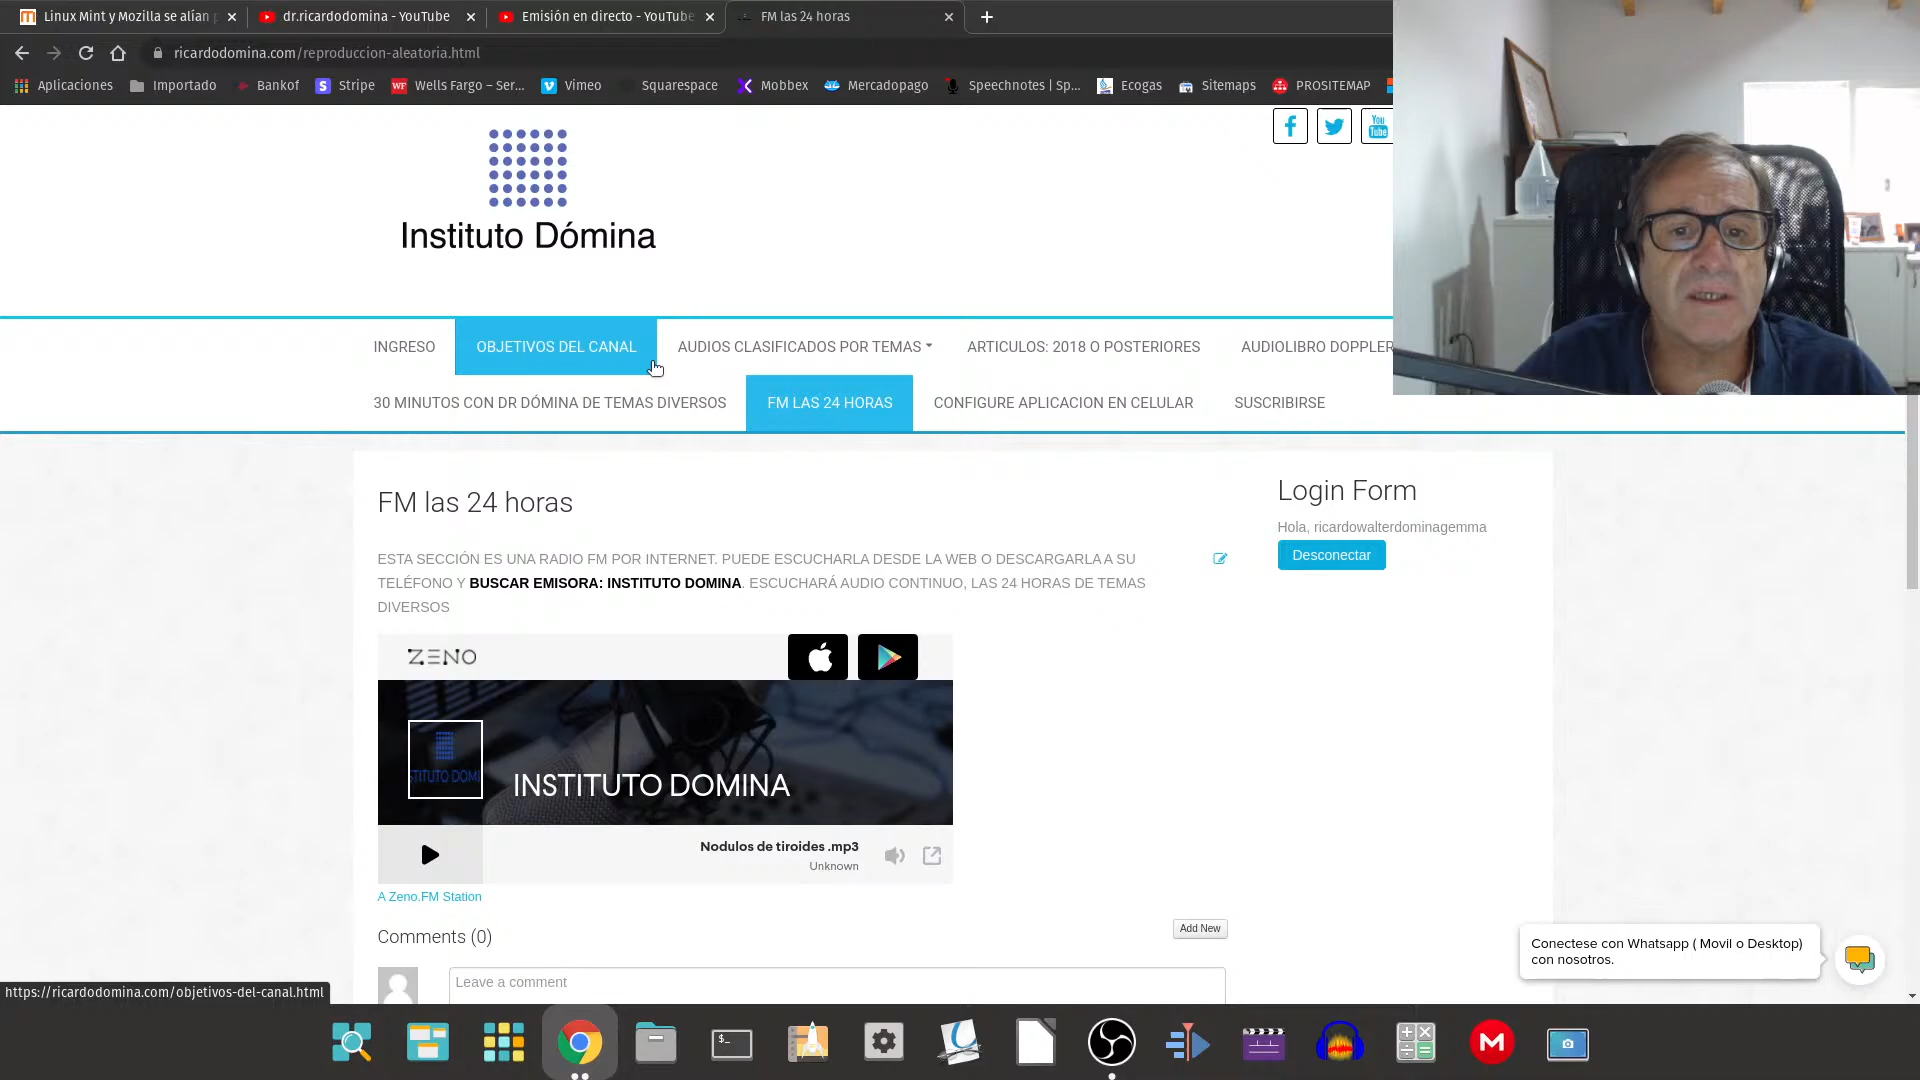 Linux Mint y Mozilla se alían
dr.ricardodomina - YouTube
Emisión en directo - YouTube
FM las 24 horas
ricardodomina.com/reproduccion-aleatoria.html
Aplicaciones
Importado
Bankof
Stripe
WF Wells Fargo – Ser...
Vimeo
Squarespace
Mobbex
Mercadopago
Speechnotes | Sp...
Ecogas
Sitemaps
PROSITEMAP
You
Tube
Instituto Dómina
INGRESO
OBJETIVOS DEL CANAL
AUDIOS CLASIFICADOS POR TEMAS
ARTICULOS: 2018 O POSTERIORES
AUDIOLIBRO DOPPLER
30 MINUTOS CON DR DÓMINA DE TEMAS DIVERSOS
FM LAS 24 HORAS
CONFIGURE APLICACION EN CELULAR
SUSCRIBIRSE
FM las 24 horas
ESTA SECCIÓN ES UNA RADIO FM POR INTERNET. PUEDE ESCUCHARLA DESDE LA WEB O DESCARGARLA A SU
TELÉFONO Y BUSCAR EMISORA: INSTITUTO DOMINA. ESCUCHARÁ AUDIO CONTINUO, LAS 24 HORAS DE TEMAS
DIVERSOS
Login Form
Hola, ricardowalterdominagemma
Desconectar
ZENO
INSTITUTO DOMINA
Nodulos de tiroides .mp3
Unknown
A Zeno.FM Station
Comments (0)
Add New
Leave a comment
Conectese con Whatsapp ( Movil o Desktop)
con nosotros.
https://ricardodomina.com/objetivos-del-canal.html